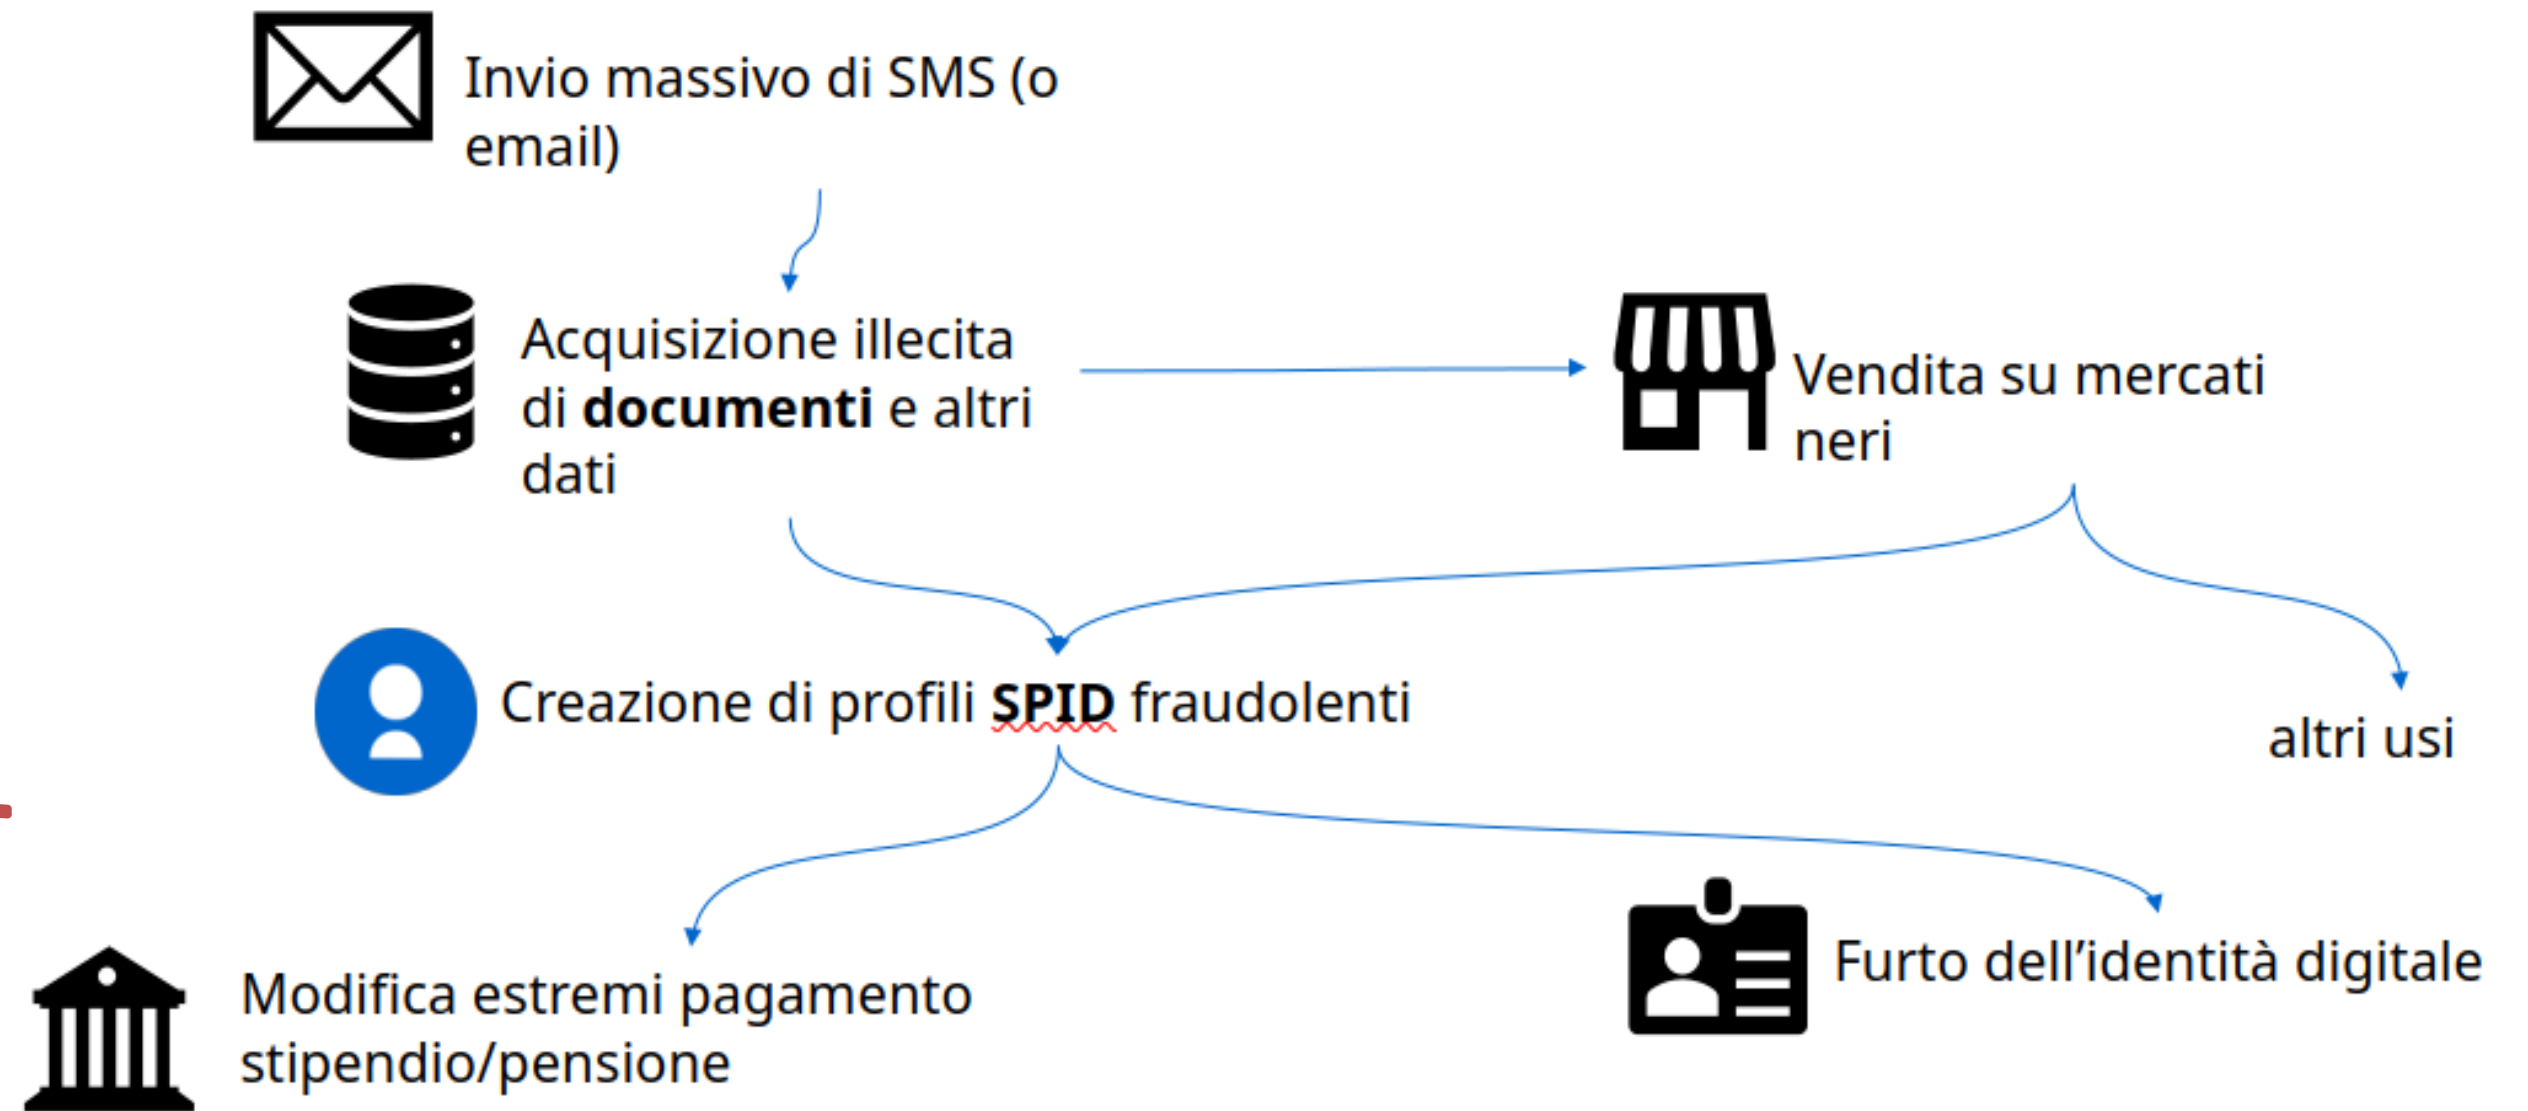 Invio massivo di SMS (o
email)
Acquisizione illecita
di documenti e altri
dati
Vendita su mercati
neri
Creazione di profili SPID fraudolenti
altri usi
Modifica estremi pagamento
stipendio/pensione
Furto dell’identità digitale